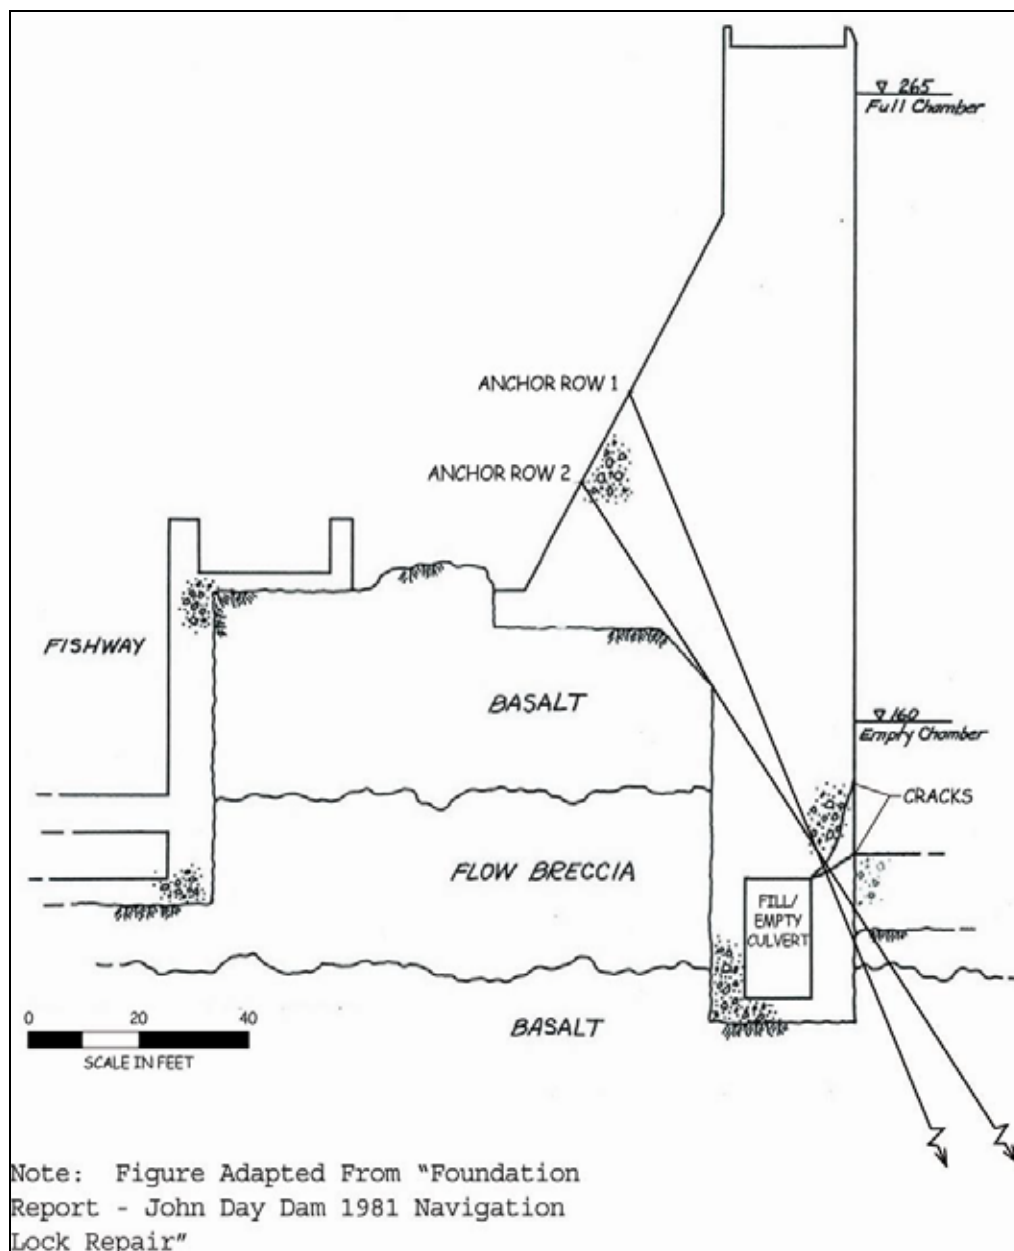 ▽ 265
Full Chamber
ANCHOR ROW 1
ANCHOR ROW 2
FISHWAY
BASALT
▽ 160
Empty Chamber
CRACKS
FLOW BRECCIA
FILL/
EMPTY
CULVERT
BASALT
0 20 40
SCALE IN FEET
Note: Figure Adapted From “Foundation
Report - John Day Dam 1981 Navigation
Lock Repair”